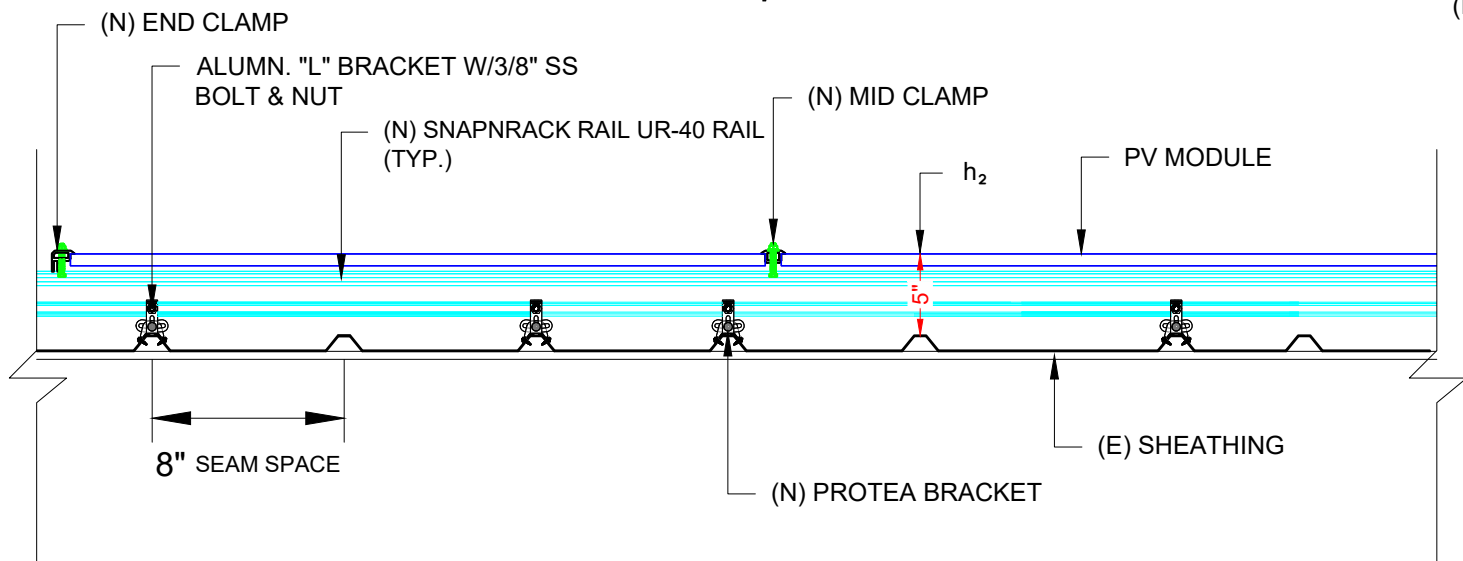 (N) END CLAMP
ALUMN. "L" BRACKET W/3/8" SS
BOLT & NUT
(N) MID CLAMP
(N) SNAPNRACK RAIL UR-40 RAIL
(TYP.)
h₂
PV MODULE
5"
8" SEAM SPACE
(E) SHEATHING
(N) PROTEA BRACKET